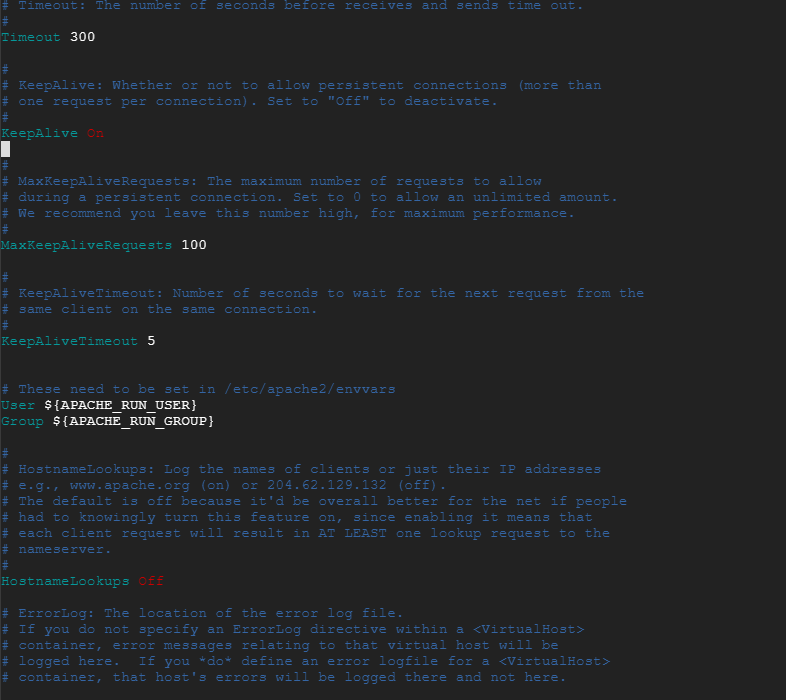 # Timeout: The number of seconds before receives and sends time out.
#
Timeout 300
#
# KeepAlive: Whether or not to allow persistent connections (more than
# one request per connection). Set to "Off" to deactivate.
#
KeepAlive On
#
# MaxKeepAliveRequests: The maximum number of requests to allow
# during a persistent connection. Set to 0 to allow an unlimited amount.
# We recommend you leave this number high, for maximum performance.
#
MaxKeepAliveRequests 100
#
# KeepAliveTimeout: Number of seconds to wait for the next request from the
# same client on the same connection.
#
KeepAliveTimeout 5
# These need to be set in /etc/apache2/envvars
User ${APACHE_RUN_USER}
Group ${APACHE_RUN_GROUP}
#
# HostnameLookups: Log the names of clients or just their IP addresses
# e.g., www.apache.org (on) or 204.62.129.132 (off).
# The default is off because it'd be overall better for the net if people
# had to knowingly turn this feature on, since enabling it means that
# each client request will result in AT LEAST one lookup request to the
# nameserver.
#
HostnameLookups Off
# ErrorLog: The location of the error log file.
# If you do not specify an ErrorLog directive within a <VirtualHost>
# container, error messages relating to that virtual host will be
# logged here.  If you *do* define an error logfile for a <VirtualHost>
# container, that host's errors will be logged there and not here.